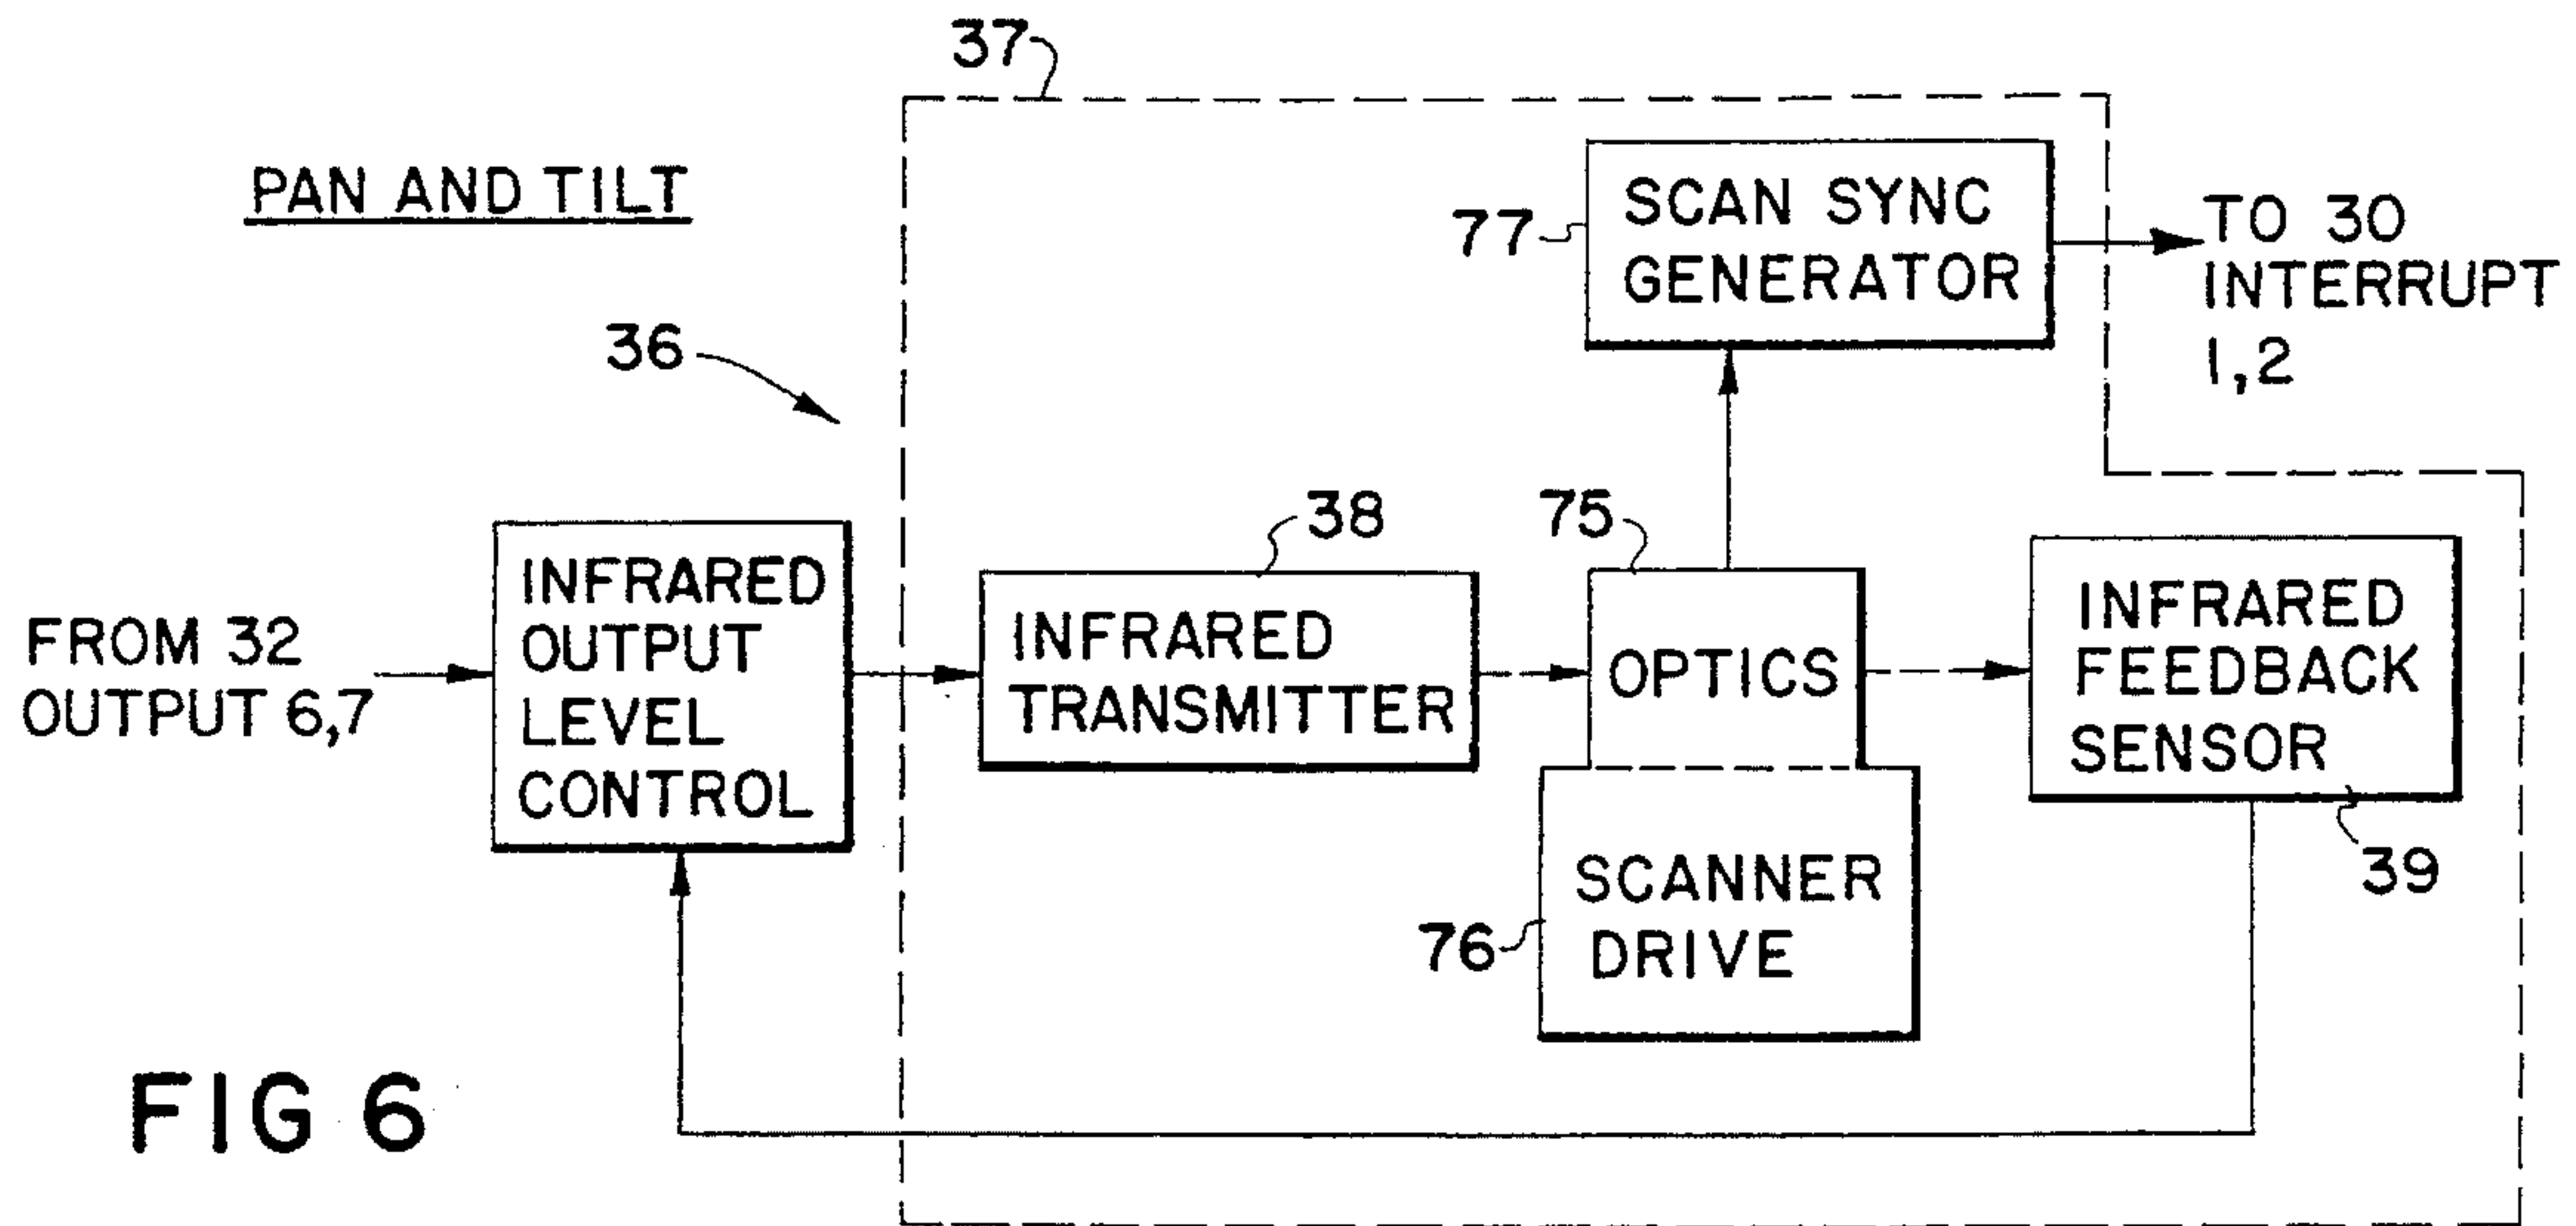 37
PAN AND TILT
77
SCAN SYNC
GENERATOR
TO 30
INTERRUPT
1,2
36
38
75
FROM 32
OUTPUT 6,7
INFRARED
OUTPUT
LEVEL
CONTROL
INFRARED
TRANSMITTER
OPTICS
INFRARED
FEEDBACK
SENSOR
39
76
SCANNER
DRIVE
FIG 6